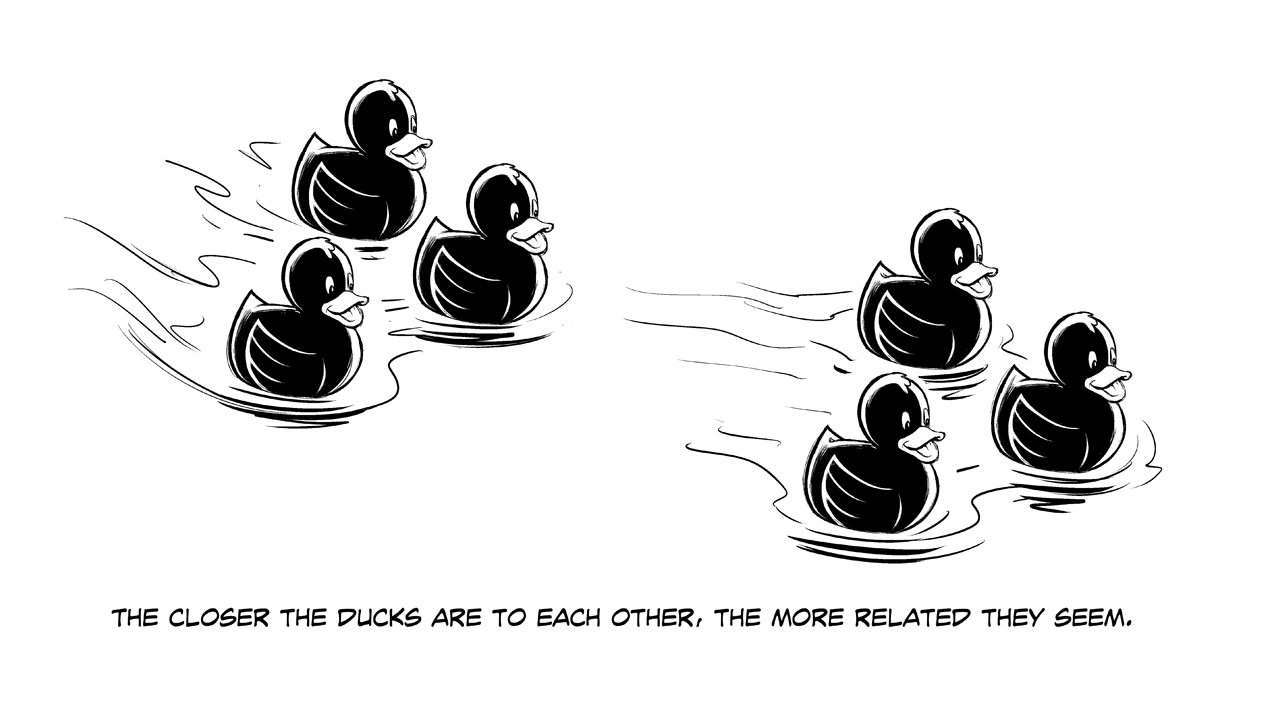 THE CLOSER THE DUCKS ARE TO EACH OTHER, THE MORE RELATED THEY SEEM.